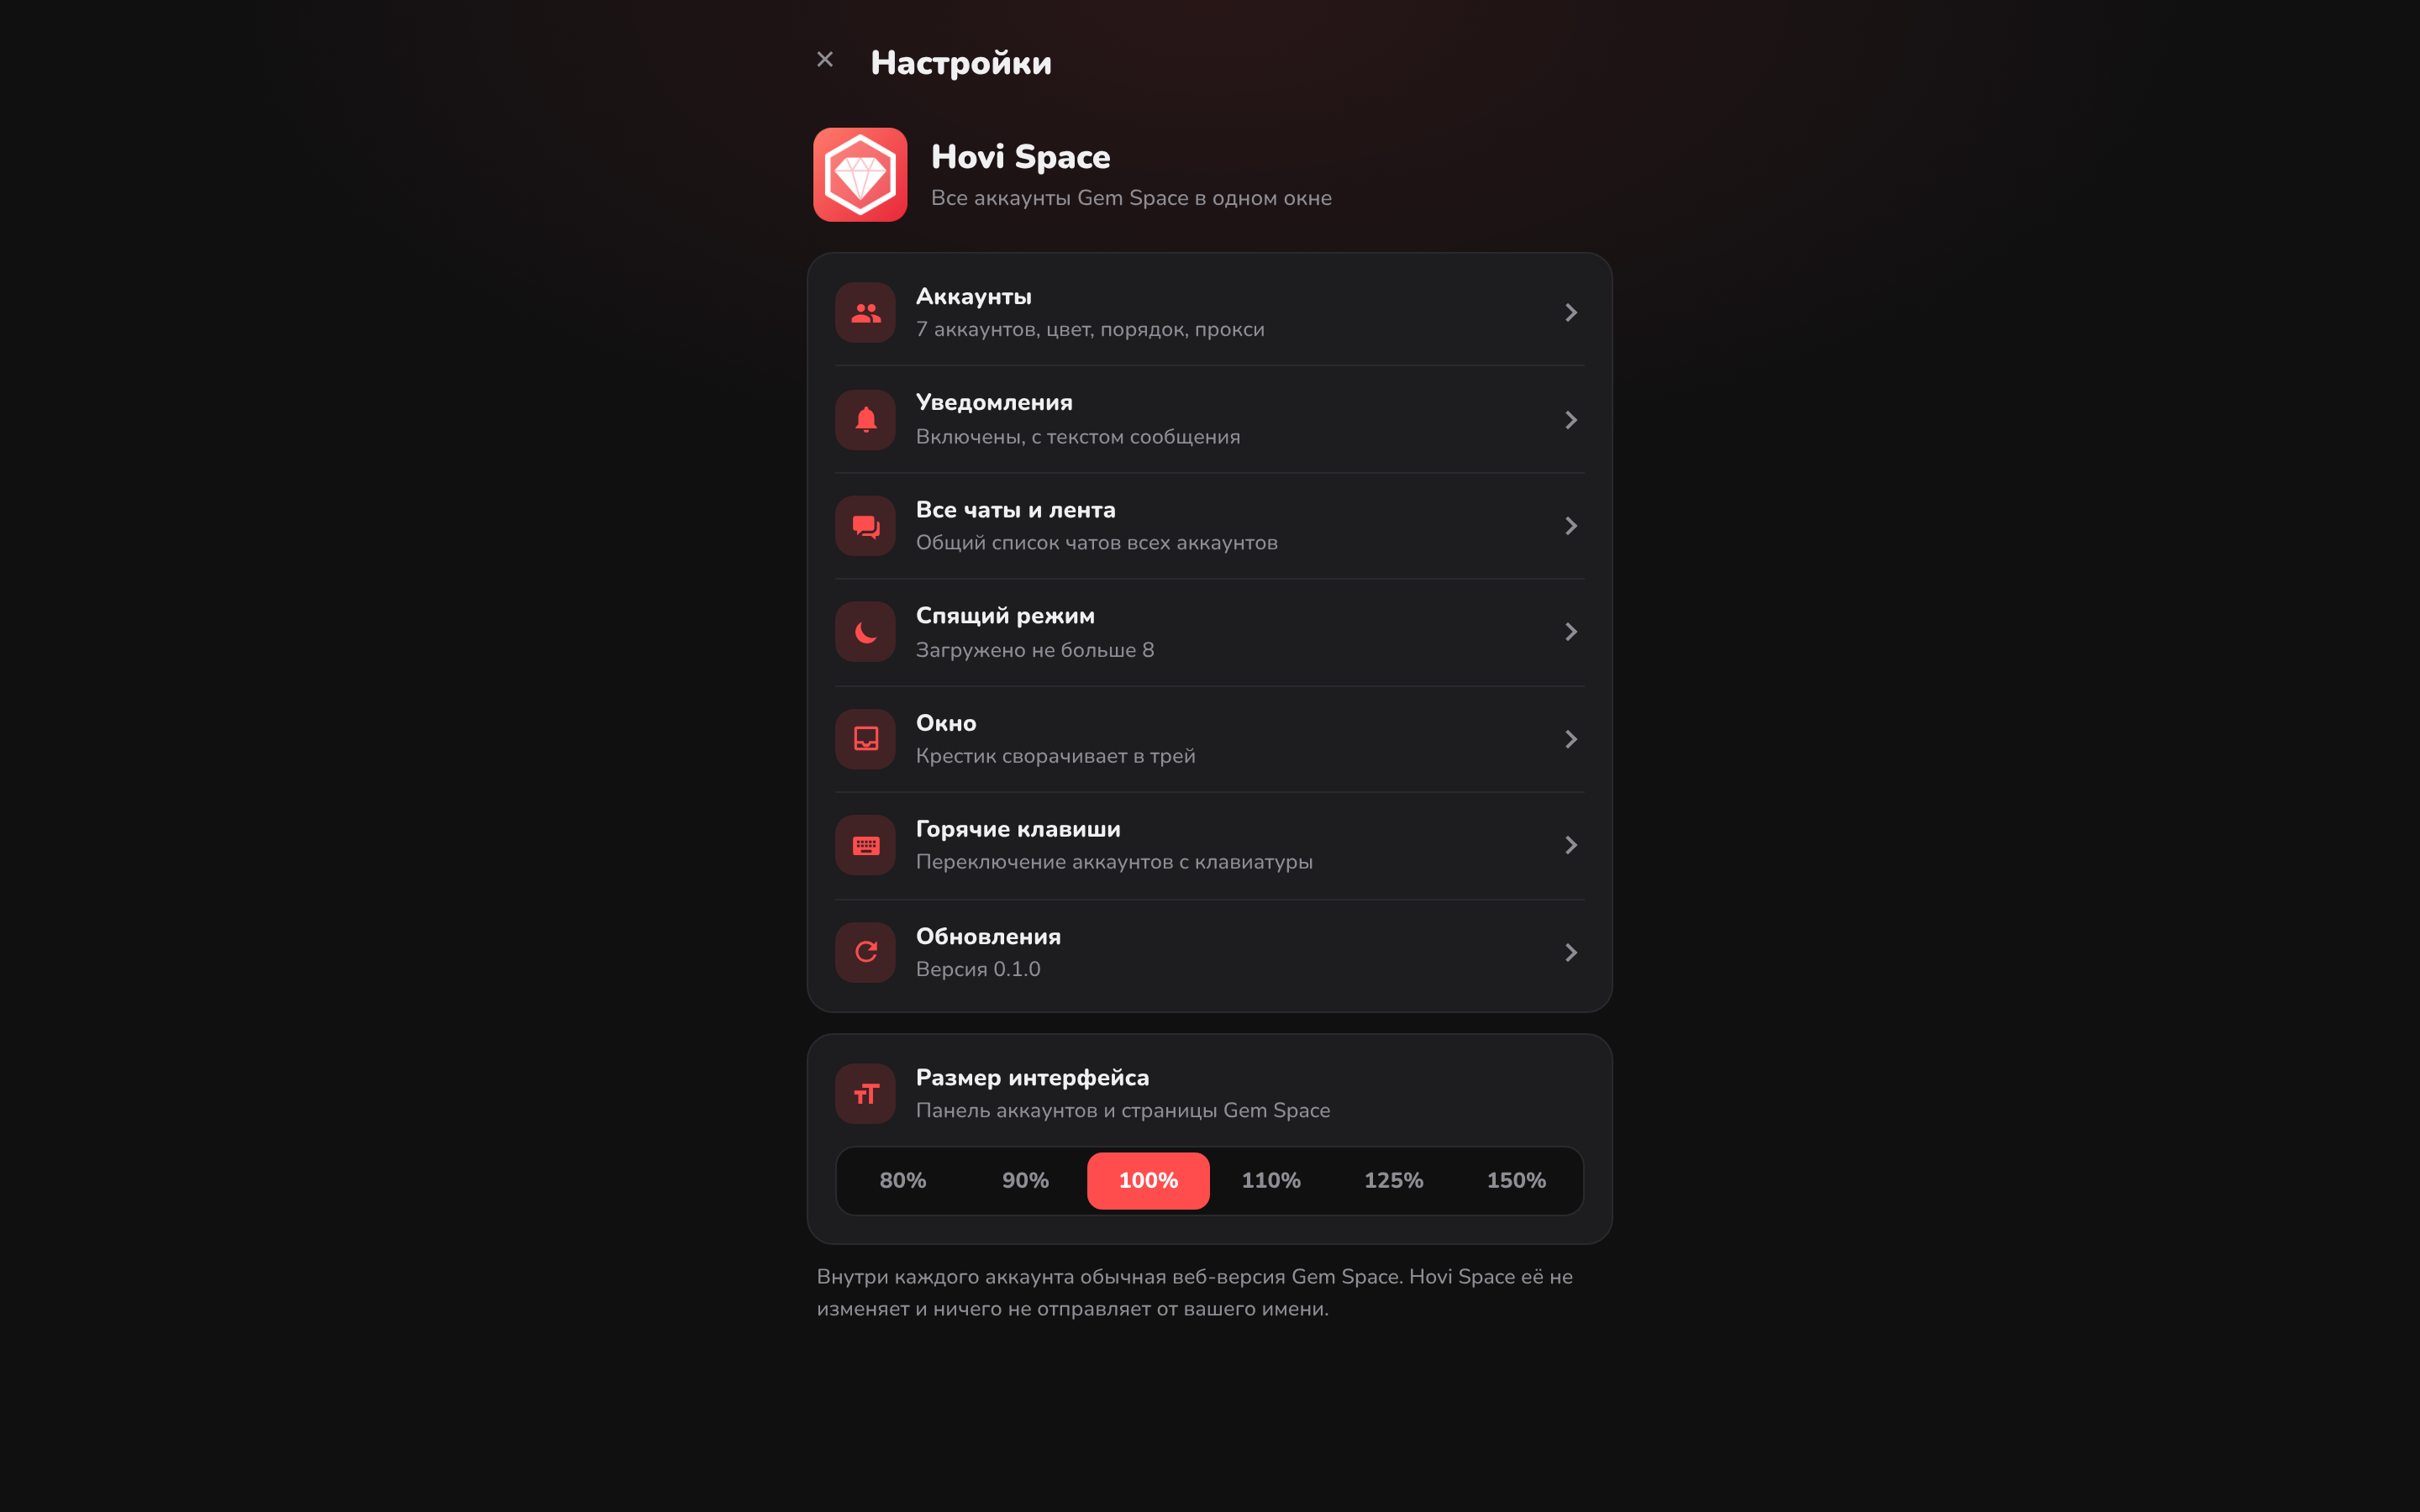 Настройки
Hovi Space
Все аккаунты Gem Space в одном окне
Аккаунты
7 аккаунтов, цвет, порядок, прокси
Уведомления
Включены, с текстом сообщения
Все чаты и лента
Общий список чатов всех аккаунтов
Спящий режим
Загружено не больше 8
Окно
Крестик сворачивает в трей
Горячие клавиши
Переключение аккаунтов с клавиатуры
Обновления
Версия 0.1.0
Размер интерфейса
Панель аккаунтов и страницы Gem Space
80% 90% 100% 110% 125% 150%
Внутри каждого аккаунта обычная веб-версия Gem Space. Hovi Space её не
изменяет и ничего не отправляет от вашего имени.